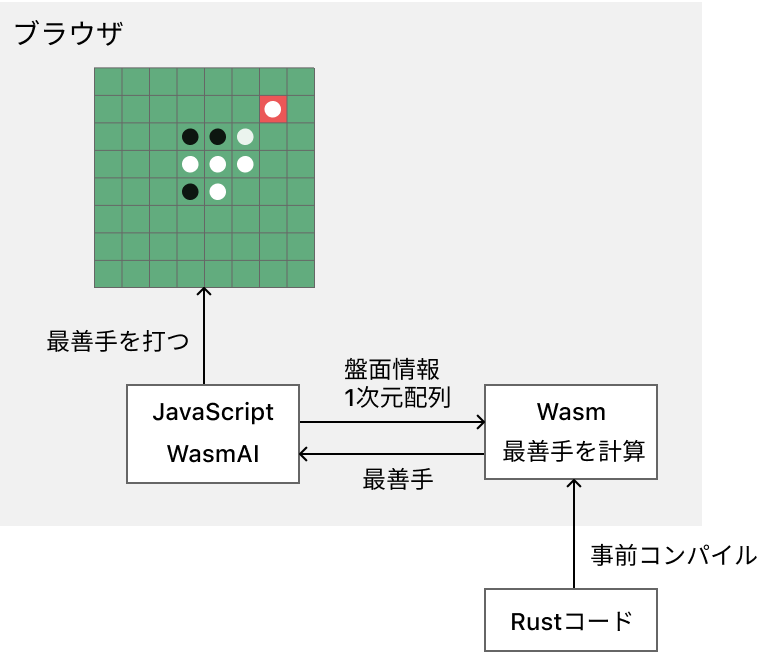 ブラウザ
最善手を打つ
盤面情報
1次元配列
JavaScript
WasmAI
Wasm
最善手を計算
最善手
事前コンパイル
Rustコード